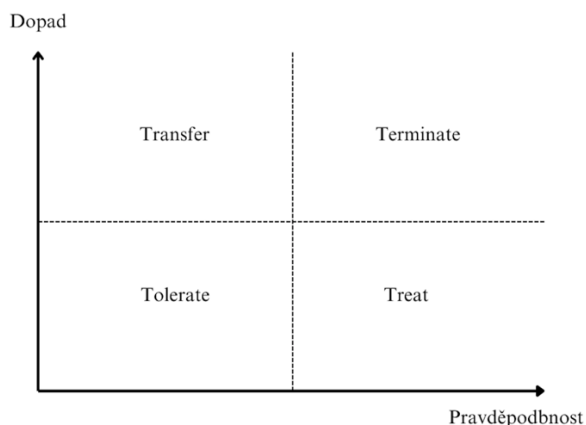 Dopad
Transfer Terminate
Tolerate Treat
Pravděpodbnost